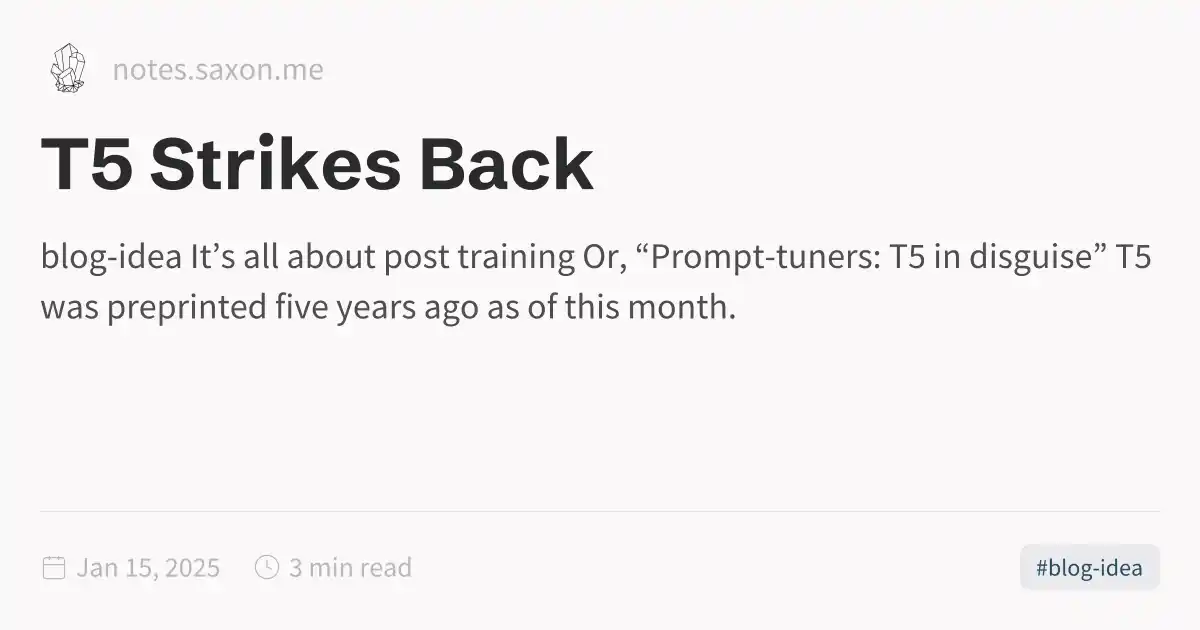 notes.saxon.me
T5 Strikes Back
blog-idea It’s all about post training Or, “Prompt-tuners: T5 in disguise” T5
was preprinted five years ago as of this month.
Jan 15, 2025 3 min read
#blog-idea